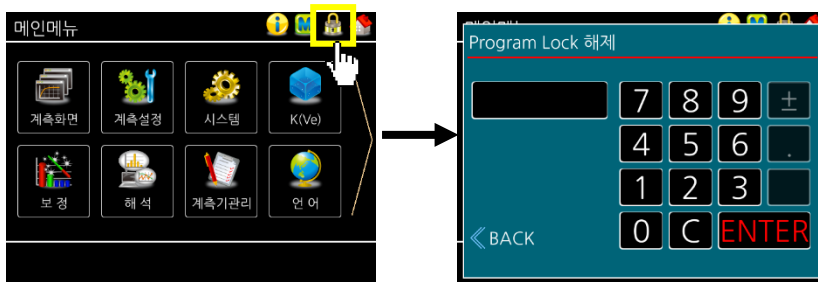 메인메뉴
i M
계측화면 계측설정 시스템 K(Ve)
보 정 해 석 계측기관리 언 어
Program Lock 해제
7 8 9 ±
4 5 6 .
1 2 3
0 C ENTER
BACK